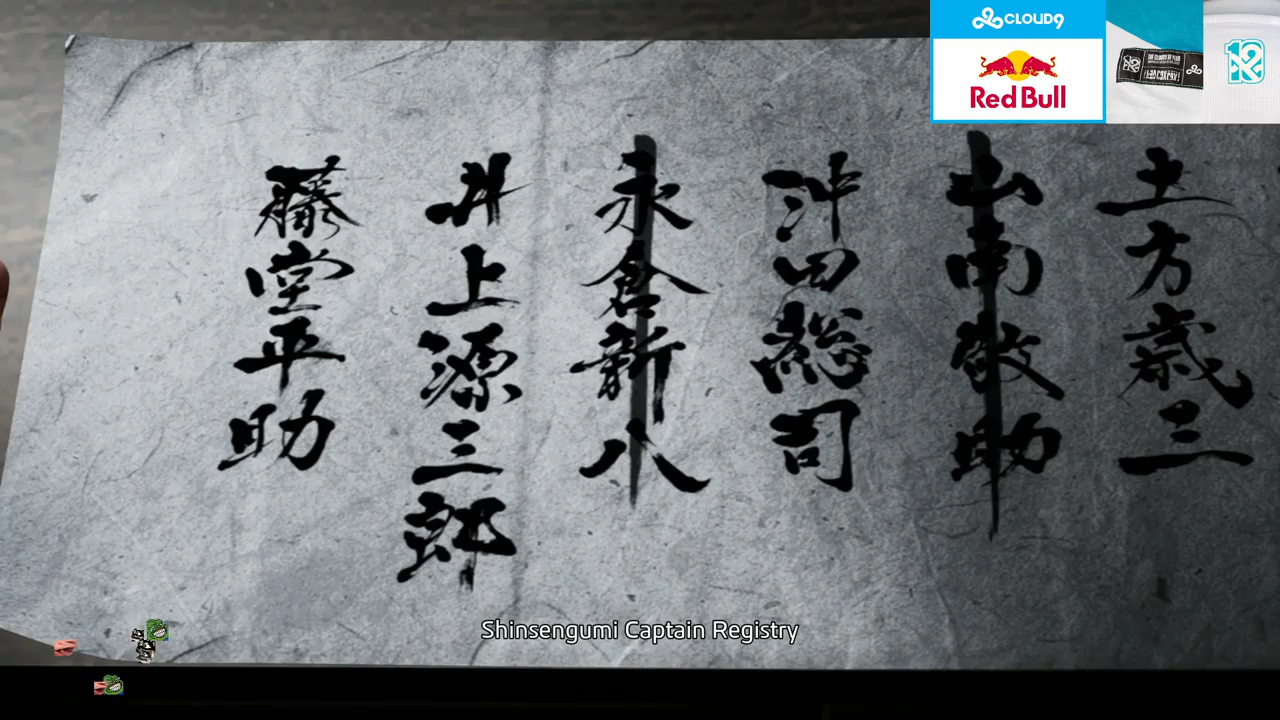 土方歳三
山南敬助
沖田総司
永倉新八
井上源三郎
藤堂平助
Shinsengumi Captain Registry
CLOUD9
Red Bull